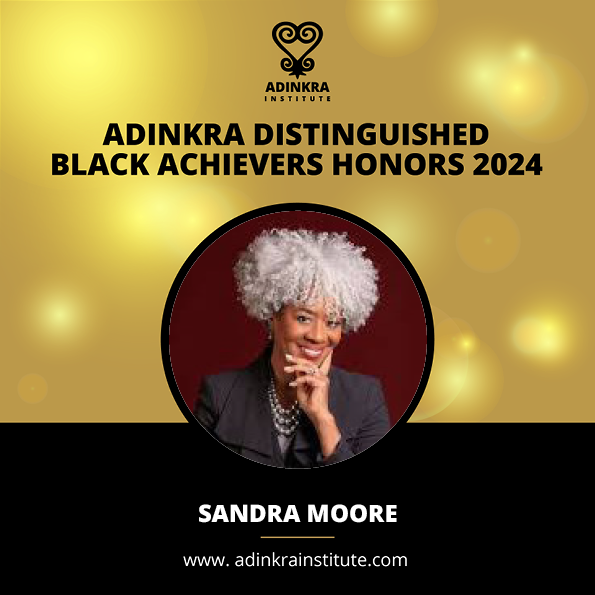 ADINKRA
INSTITUTE
ADINKRA DISTINGUISHED
BLACK ACHIEVERS HONORS 2024
SANDRA MOORE
www. adinkrainstitute.com